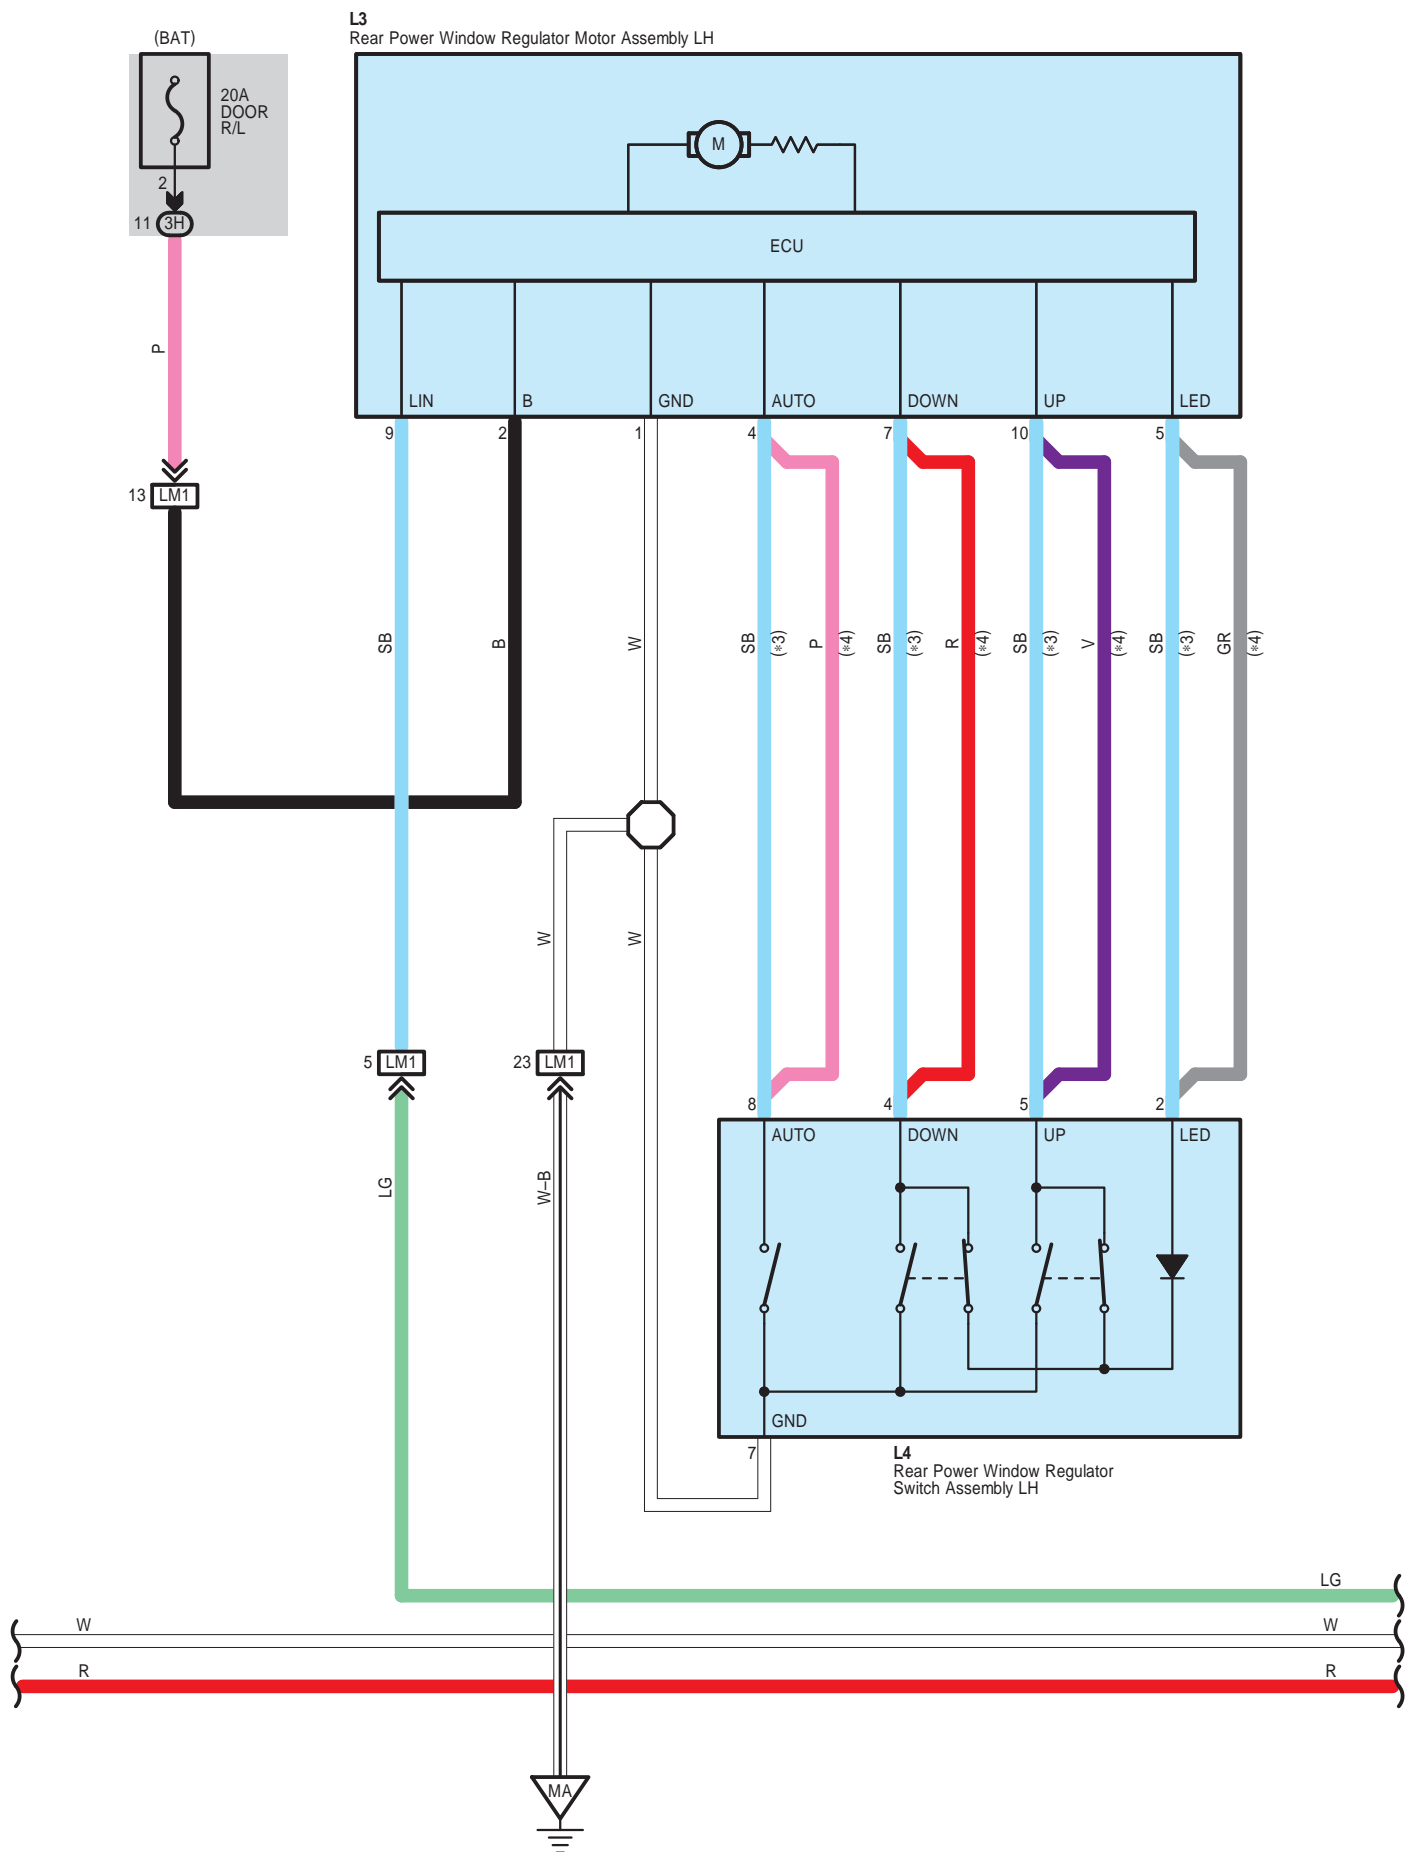 L3
Rear Power Window Regulator Motor Assembly LH
(BAT)
20A
DOOR
R/L
2
11 3H
M
ECU
LIN B GND AUTO DOWN UP LED
9 2 1 4 7 10 5
P
13 LM1
SB B W SB (*3) P (*4) SB (*3) R (*4) SB (*3) V (*4) SB (*3) GR (*4)
W W
5 LM1 23 LM1
8 4 5 2
AUTO DOWN UP LED
LG W–B
GND
7
L4
Rear Power Window Regulator
Switch Assembly LH
LG
W W
R R
MA